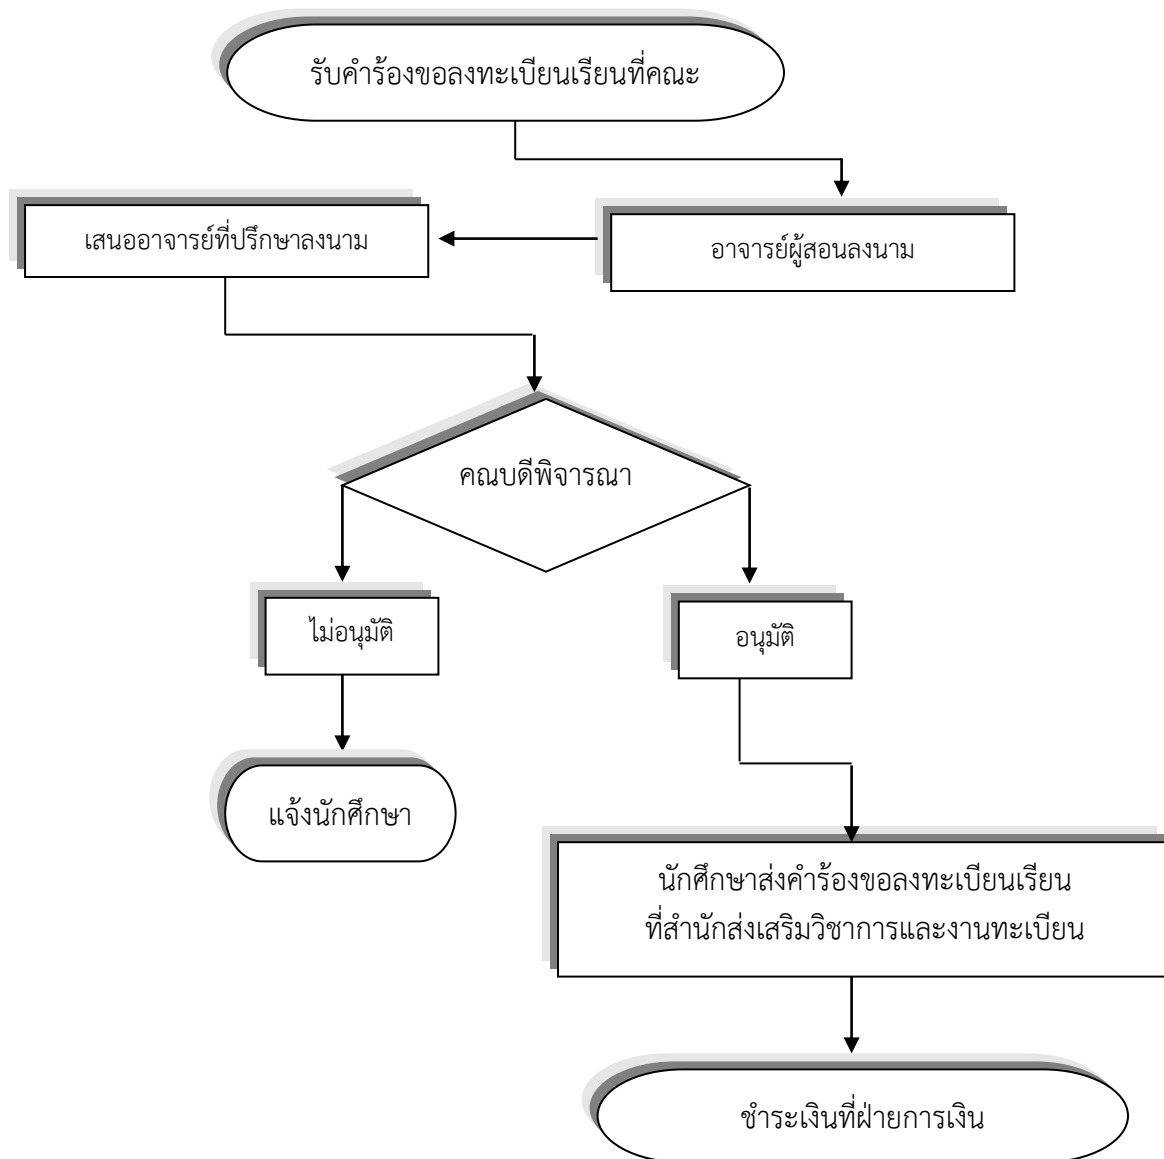 รับคำร้องขอลงทะเบียนเรียนที่คณะ
อาจารย์ผู้สอนลงนาม
เสนออาจารย์ที่ปรึกษาลงนาม
คณบดีพิจารณา
ไม่อนุมัติ
อนุมัติ
แจ้งนักศึกษา
นักศึกษาส่งคำร้องขอลงทะเบียนเรียน
ที่สำนักส่งเสริมวิชาการและงานทะเบียน
ชำระเงินที่ฝ่ายการเงิน